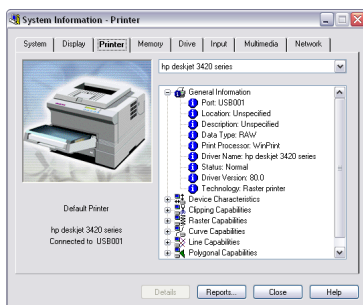 System Information - Printer
System Display Printer Memory Drive Input Multimedia Network
hp deskjet 3420 series
General Information
Port: USB001
Location: Unspecified
Description: Unspecified
Data Type: RAW
Print Processor: WinPrint
Driver Name: hp deskjet 3420 series
Status: Normal
Driver Version: 80.0
Technology: Raster printer
Device Characteristics
Clipping Capabilities
Raster Capabilities
Curve Capabilities
Line Capabilities
Polygonal Capabilities
Default Printer
hp deskjet 3420 series
Connected to USB001
Details Reports... Close Help